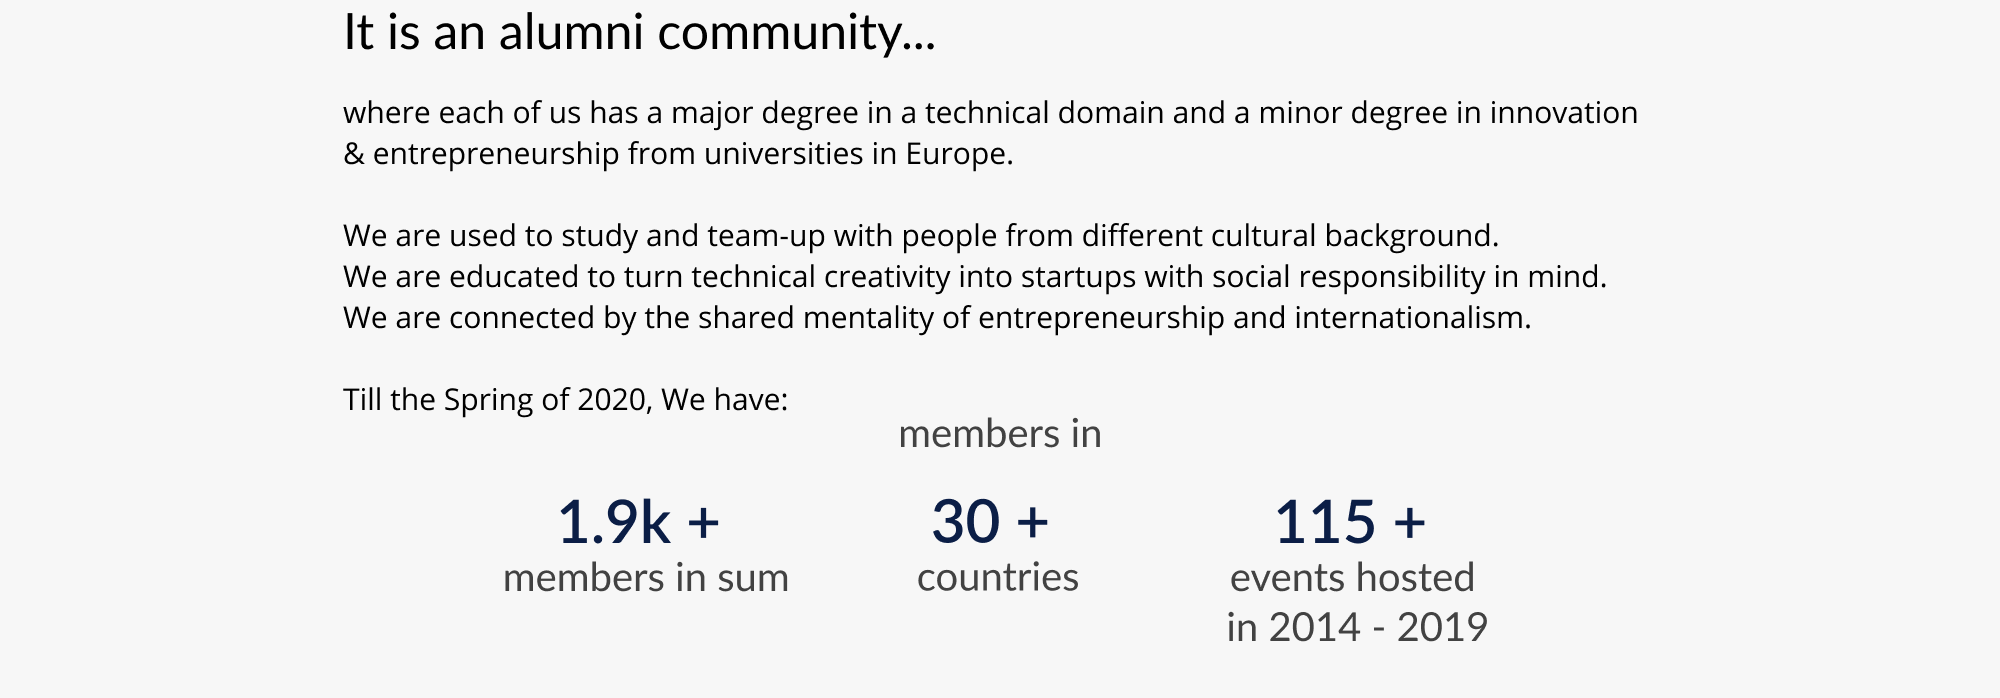 It is an alumni community...
where each of us has a major degree in a technical domain and a minor degree in innovation
& entrepreneurship from universities in Europe.
We are used to study and team-up with people from different cultural background.
We are educated to turn technical creativity into startups with social responsibility in mind.
We are connected by the shared mentality of entrepreneurship and internationalism.
Till the Spring of 2020, We have:
1.9k +
members in sum
members in
30 +
countries
115 +
events hosted
in 2014 - 2019